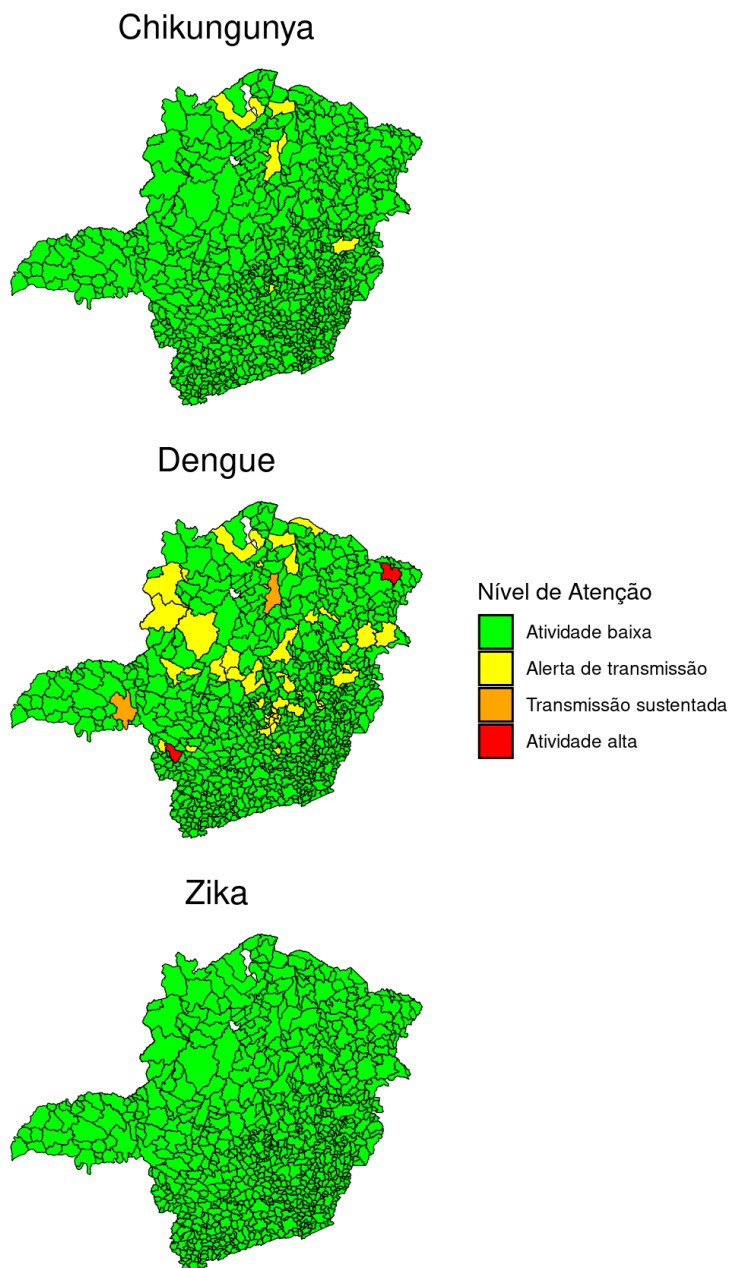 Chikungunya
Dengue
Nível de Atenção
Atividade baixa
Alerta de transmissão
Transmissão sustentada
Atividade alta
Zika